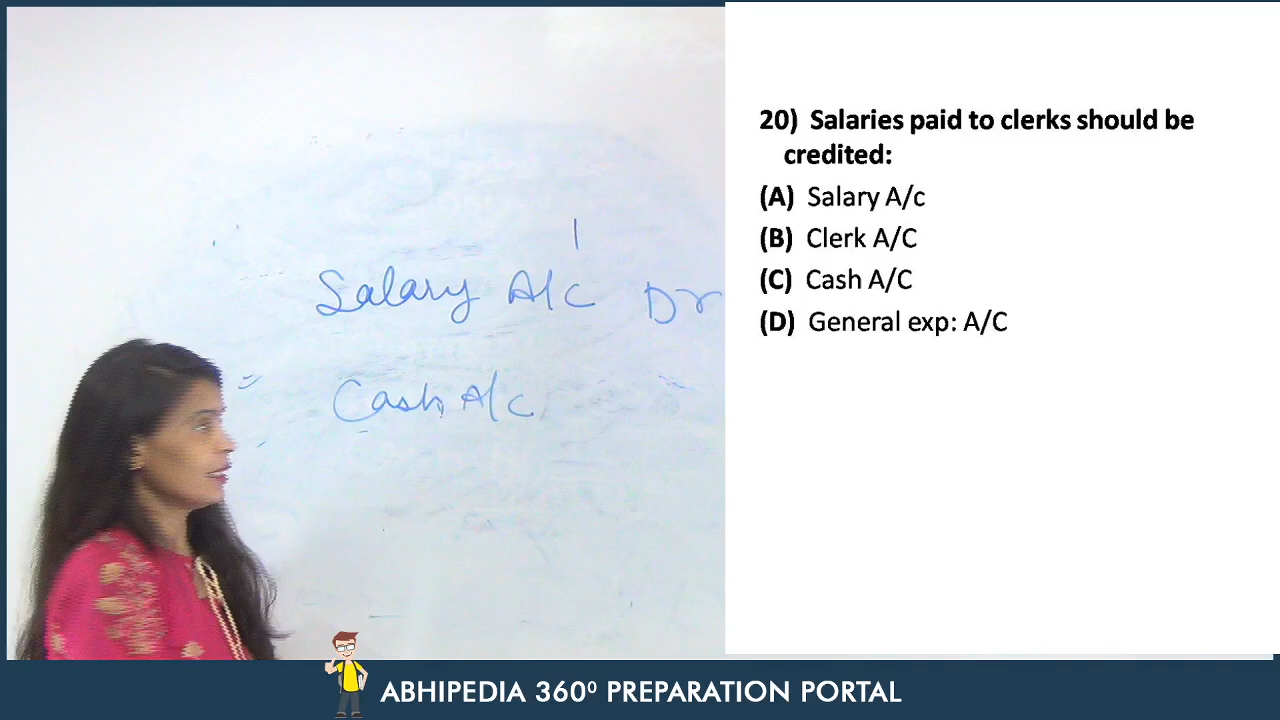 Salary A/c Dr
Cash A/c
20) Salaries paid to clerks should be
credited:
(A) Salary A/c
(B) Clerk A/C
(C) Cash A/C
(D) General exp: A/C
ABHIPEDIA 360⁰ PREPARATION PORTAL